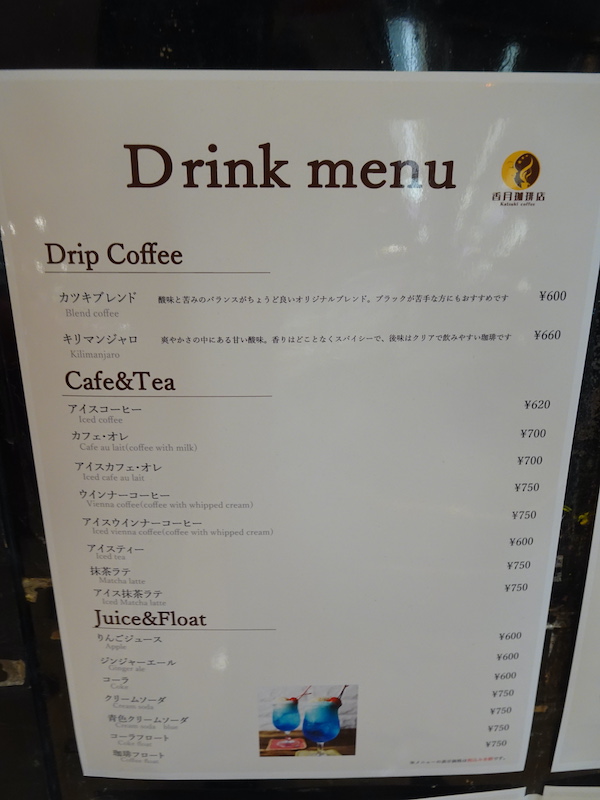 Drink menu
香月珈琲店
Katsuki coffee
Drip Coffee
カツキブレンド 酸味と苦みのバランスがちょうど良いオリジナルブレンド。ブラックが苦手な方にもおすすめです ¥600
Blend coffee
キリマンジャロ 爽やかさの中にある甘い酸味。香りはどことなくスパイシーで、後味はクリアで飲みやすい珈琲です ¥660
Kilimanjaro
Cafe&Tea
アイスコーヒー ¥620
Iced coffee
カフェ・オレ ¥700
Cafe au lait(coffee with milk)
アイスカフェ・オレ ¥700
Iced cafe au lait
ウインナーコーヒー ¥750
Vienna coffee(coffee with whipped cream)
アイスウインナーコーヒー ¥750
Iced vienna coffee(coffee with whipped cream)
アイスティー ¥600
Iced tea
抹茶ラテ ¥750
Matcha latte
アイス抹茶ラテ ¥750
Iced Matcha latte
Juice&Float
りんごジュース ¥600
Apple
ジンジャーエール ¥600
Ginger ale
コーラ ¥600
Coke
クリームソーダ ¥750
Cream soda
青色クリームソーダ ¥750
Cream soda blue
コーラフロート ¥750
Coke float
珈琲フロート ¥750
Coffee float